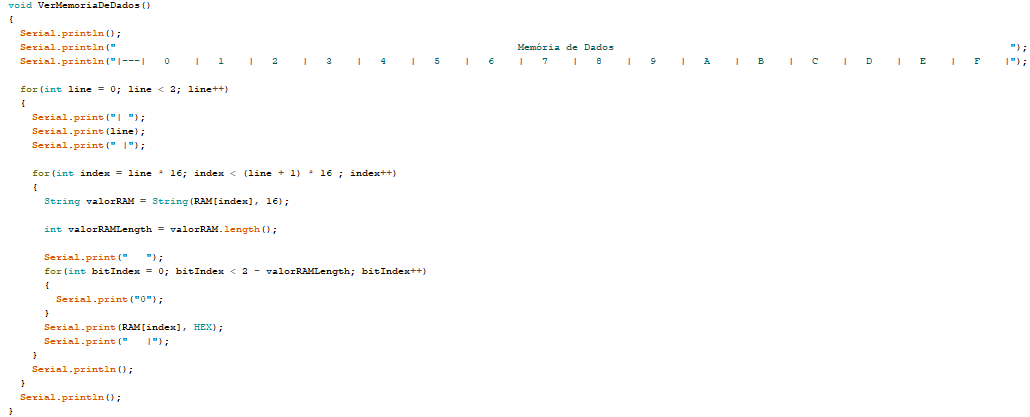 void VerMemoriaDeDados()
{
  Serial.println();
  Serial.println("                                                                  Memória de Dados                                                                  ");
  Serial.println("|---|   0    |   1    |   2    |   3    |   4    |   5    |   6    |   7    |   8    |   9    |   A    |   B    |   C    |   D    |   E    |   F    |");
  for(int line = 0; line < 2; line++)
  {
    Serial.print("| ");
    Serial.print(line);
    Serial.print(" |");
    for(int index = line * 16; index < (line + 1) * 16 ; index++)
    {
      String valorRAM = String(RAM[index], 16);
      int valorRAMLength = valorRAM.length();
      Serial.print("   ");
      for(int bitIndex = 0; bitIndex < 2 - valorRAMLength; bitIndex++)
      {
        Serial.print("0");
      }
      Serial.print(RAM[index], HEX);
      Serial.print("   |");
    }
    Serial.println();
  }
  Serial.println();
}